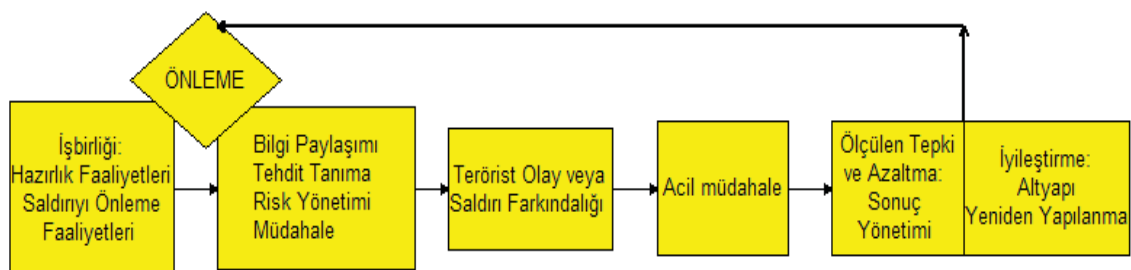 ÖNLEME
İşbirliği:
Hazırlık Faaliyetleri
Saldırıyı Önleme
Faaliyetleri
Bilgi Paylaşımı
Tehdit Tanıma
Risk Yönetimi
Müdahale
Terörist Olay veya
Saldırı Farkındalığı
Acil müdahale
Ölçülen Tepki
ve Azaltma:
Sonuç
Yönetimi
İyileştirme:
Altyapı
Yeniden Yapılanma